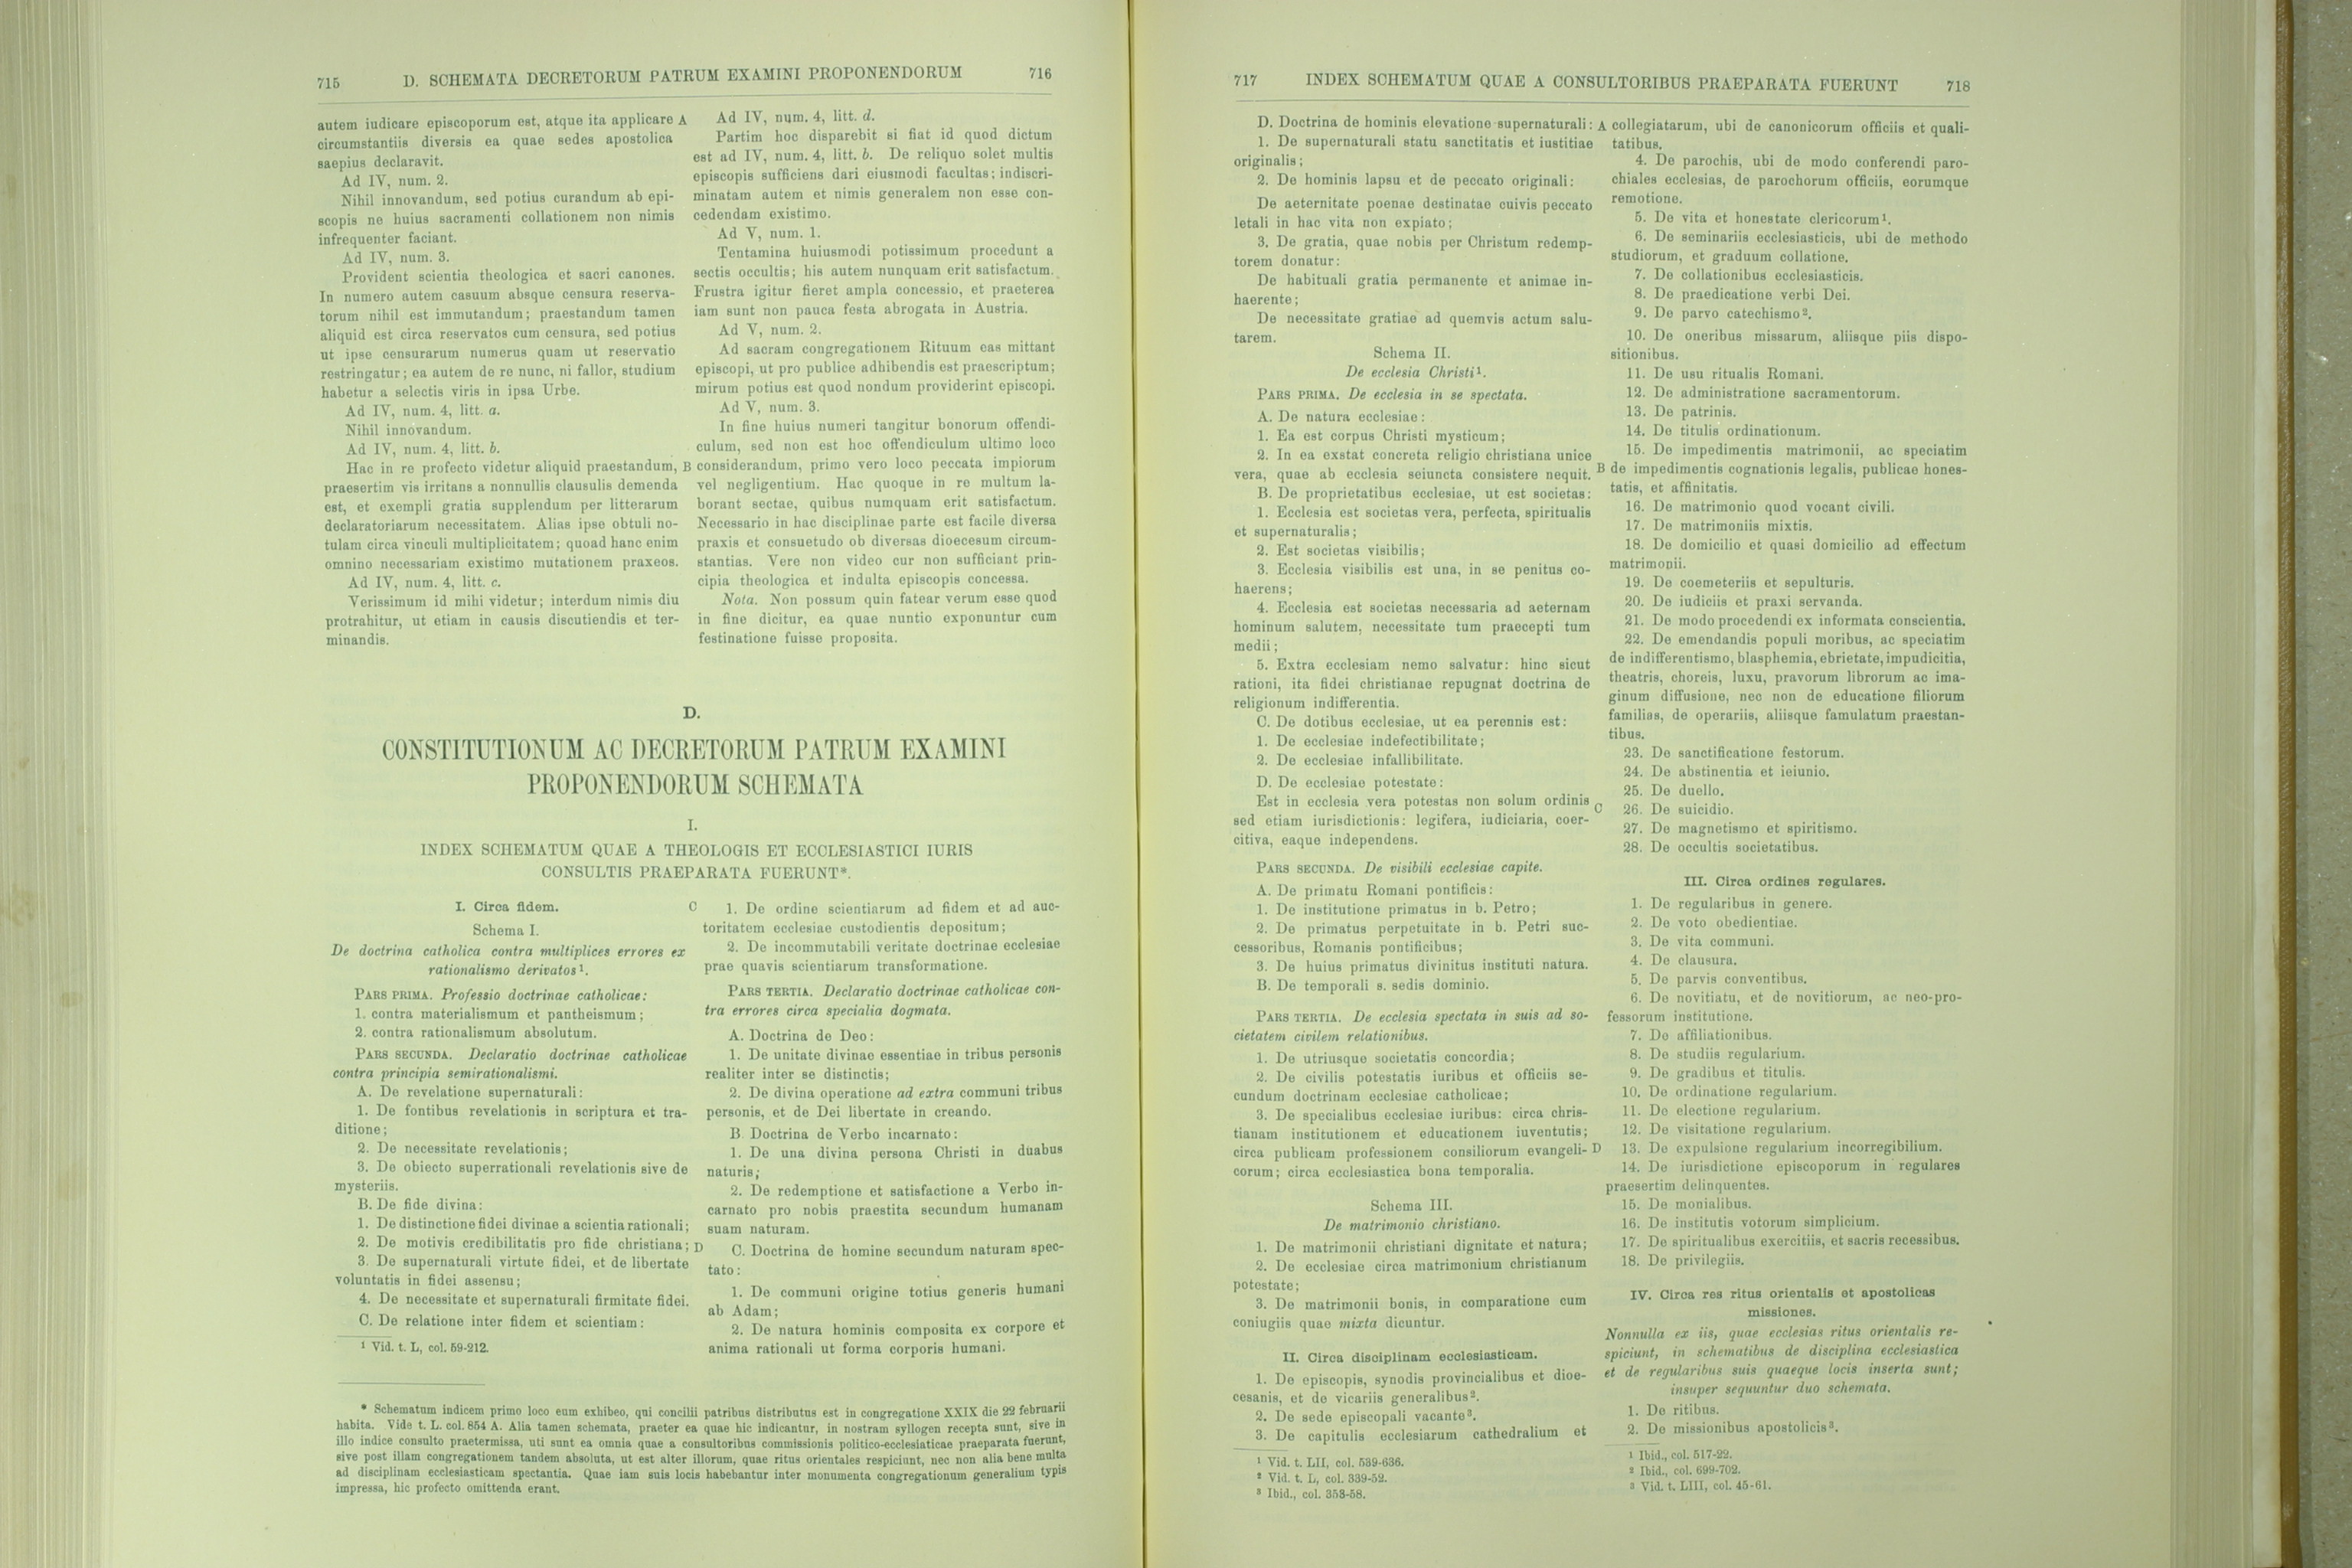 715 D. SCHEMATA DECRETORUM PATRUM EXAMINI PROPONENDORUM 716
autem iudicare episcoporum est, atque ita applicare A
circumstantiis diversis ea quae sedes apostolica
saepius declaravit.
Ad IV, num. 2.
Nihil innovandum, sed potius curandum ab epi-
scopis ne huius sacramenti collationem non nimis
infrequenter faciant.
Ad IV, num. 3.
Provident scientia theologica et sacri canones.
In numero autem casuum absque censura reserva-
torum nihil est immutandum; praestandum tamen
aliquid est circa reservatos cum censura, sed potius
ut ipse censurarum numerus quam ut reservatio
restringatur; ea autem de re nunc, ni fallor, studium
habetur a selectis viris in ipsa Urbe.
Ad IV, num. 4, litt. a.
Nihil innovandum.
Ad IV, num. 4, litt. b.
Hac in re profecto videtur aliquid praestandum, B
praesertim vis irritans a nonnullis clausulis demenda
est, et exempli gratia supplendum per litterarum
declaratoriarum necessitatem. Alias ipse obtuli no-
tulam circa vinculi multiplicitatem; quoad hanc enim
omnino necessariam existimo mutationem praxeos.
Ad IV, num. 4, litt. c.
Verissimum id mihi videtur; interdum nimis diu
protrahitur, ut etiam in causis discutiendis et ter-
minandis.
Ad IV, num. 4, litt. d.
Partim hoc disparebit si fiat id quod dictum
est ad IV, num. 4, litt. b. De reliquo solet multis
episcopis sufficiens dari eiusmodi facultas; indiscri-
minatam autem et nimis generalem non esse con-
cedendam existimo.
Ad V, num. 1.
Tentamina huiusmodi potissimum procedunt a
sectis occultis; his autem nunquam erit satisfactum.
Frustra igitur fieret ampla concessio, et praeterea
iam sunt non pauca festa abrogata in Austria.
Ad V, num. 2.
Ad sacram congregationem Rituum eas mittant
episcopi, ut pro publice adhibendis est praescriptum;
mirum potius est quod nondum providerint episcopi.
Ad V, num. 3.
In fine huius numeri tangitur bonorum offendi-
culum, sed non est hoc offendiculum ultimo loco
considerandum, primo vero loco peccata impiorum
vel negligentium. Hac quoque in re multum la-
borant sectae, quibus numquam erit satisfactum.
Necessario in hac disciplinae parte est facile diversa
praxis et consuetudo ob diversas dioecesum circum-
stantias. Vere non video cur non sufficiant prin-
cipia theologica et indulta episcopis concessa.
Nota. Non possum quin fatear verum esse quod
in fine dicitur, ea quae nuntio exponuntur cum
festinatione fuisse proposita.
D.
CONSTITUTIONUM AC DECRETORUM PATRUM EXAMINI
PROPONENDORUM SCHEMATA
I.
INDEX SCHEMATUM QUAE A THEOLOGIS ET ECCLESIASTICI IURIS
CONSULTIS PRAEPARATA FUERUNT*.
I. Circa fidem. C
Schema I.
De doctrina catholica contra multiplices errores ex
rationalismo derivatos¹.
PARS PRIMA. Professio doctrinae catholicae:
1. contra materialismum et pantheismum;
2. contra rationalismum absolutum.
PARS SECUNDA. Declaratio doctrinae catholicae
contra principia semirationalismi.
A. De revelatione supernaturali:
1. De fontibus revelationis in scriptura et tra-
ditione;
2. De necessitate revelationis;
3. De obiecto superrationali revelationis sive de
mysteriis.
B. De fide divina:
1. De distinctione fidei divinae a scientia rationali;
2. De motivis credibilitatis pro fide christiana; D
3. De supernaturali virtute fidei, et de libertate
voluntatis in fidei assensu;
4. De necessitate et supernaturali firmitate fidei.
C. De relatione inter fidem et scientiam:
¹ Vid. t. L, col. 59-212.
1. De ordine scientiarum ad fidem et ad auc-
toritatem ecclesiae custodientis depositum;
2. De incommutabili veritate doctrinae ecclesiae
prae quavis scientiarum transformatione.
PARS TERTIA. Declaratio doctrinae catholicae con-
tra errores circa specialia dogmata.
A. Doctrina de Deo:
1. De unitate divinae essentiae in tribus personis
realiter inter se distinctis;
2. De divina operatione ad extra communi tribus
personis, et de Dei libertate in creando.
B. Doctrina de Verbo incarnato:
1. De una divina persona Christi in duabus
naturis;
2. De redemptione et satisfactione a Verbo in-
carnato pro nobis praestita secundum humanam
suam naturam.
C. Doctrina de homine secundum naturam spec-
tato:
1. De communi origine totius generis humani
ab Adam;
2. De natura hominis composita ex corpore et
anima rationali ut forma corporis humani.
* Schematum indicem primo loco eum exhibeo, qui concilii patribus distributus est in congregatione XXIX die 22 februarii
habita. Vide t. L. col. 854 A. Alia tamen schemata, praeter ea quae hic indicantur, in nostram syllogen recepta sunt, sive in
illo indice consulto praetermissa, uti sunt ea omnia quae a consultoribus commissionis politico-ecclesiaticae praeparata fuerunt,
sive post illam congregationem tandem absoluta, ut est alter illorum, quae ritus orientales respiciunt, nec non alia bene multa
ad disciplinam ecclesiasticam spectantia. Quae iam suis locis habebantur inter monumenta congregationum generalium typis
impressa, hic profecto omittenda erant.
717 INDEX SCHEMATUM QUAE A CONSULTORIBUS PRAEPARATA FUERUNT 718
D. Doctrina de hominis elevatione supernaturali: A
1. De supernaturali statu sanctitatis et iustitiae
originalis;
2. De hominis lapsu et de peccato originali:
De aeternitate poenae destinatae cuivis peccato
letali in hac vita non expiato;
3. De gratia, quae nobis per Christum redemp-
torem donatur:
De habituali gratia permanente et animae in-
haerente;
De necessitate gratiae ad quemvis actum salu-
tarem.
Schema II.
De ecclesia Christi¹.
PARS PRIMA. De ecclesia in se spectata.
A. De natura ecclesiae:
1. Ea est corpus Christi mysticum;
2. In ea exstat concreta religio christiana unice
vera, quae ab ecclesia seiuncta consistere nequit. B
B. De proprietatibus ecclesiae, ut est societas:
1. Ecclesia est societas vera, perfecta, spiritualis
et supernaturalis;
2. Est societas visibilis;
3. Ecclesia visibilis est una, in se penitus co-
haerens;
4. Ecclesia est societas necessaria ad aeternam
hominum salutem, necessitate tum praecepti tum
medii;
5. Extra ecclesiam nemo salvatur: hinc sicut
rationi, ita fidei christianae repugnat doctrina de
religionum indifferentia.
C. De dotibus ecclesiae, ut ea perennis est:
1. De ecclesiae indefectibilitate;
2. De ecclesiae infallibilitate.
D. De ecclesiae potestate:
Est in ecclesia vera potestas non solum ordinis C
sed etiam iurisdictionis: legifera, iudiciaria, coer-
citiva, eaque independens.
PARS SECUNDA. De visibili ecclesiae capite.
A. De primatu Romani pontificis:
1. De institutione primatus in b. Petro;
2. De primatus perpetuitate in b. Petri suc-
cessoribus, Romanis pontificibus;
3. De huius primatus divinitus instituti natura.
B. De temporali s. sedis dominio.
PARS TERTIA. De ecclesia spectata in suis ad so-
cietatem civilem relationibus.
1. De utriusque societatis concordia;
2. De civilis potestatis iuribus et officiis se-
cundum doctrinam ecclesiae catholicae;
3. De specialibus ecclesiae iuribus: circa chris-
tianam institutionem et educationem iuventutis;
circa publicam professionem consiliorum evangeli- D
corum; circa ecclesiastica bona temporalia.
Schema III.
De matrimonio christiano.
1. De matrimonii christiani dignitate et natura;
2. De ecclesiae circa matrimonium christianum
potestate;
3. De matrimonii bonis, in comparatione cum
coniugiis quae mixta dicuntur.
II. Circa disciplinam ecclesiasticam.
1. De episcopis, synodis provincialibus et dioe-
cesanis, et de vicariis generalibus².
2. De sede episcopali vacante³.
3. De capitulis ecclesiarum cathedralium et
¹ Vid. t. LII, col. 539-636.
² Vid. t. L, col. 339-52.
³ Ibid., col. 353-58.
collegiatarum, ubi de canonicorum officiis et quali-
tatibus.
4. De parochis, ubi de modo conferendi paro-
chiales ecclesias, de parochorum officiis, eorumque
remotione.
5. De vita et honestate clericorum¹.
6. De seminariis ecclesiasticis, ubi de methodo
studiorum, et graduum collatione.
7. De collationibus ecclesiasticis.
8. De praedicatione verbi Dei.
9. De parvo catechismo².
10. De oneribus missarum, aliisque piis dispo-
sitionibus.
11. De usu ritualis Romani.
12. De administratione sacramentorum.
13. De patrinis.
14. De titulis ordinationum.
15. De impedimentis matrimonii, ac speciatim
de impedimentis cognationis legalis, publicae hones-
tatis, et affinitatis.
16. De matrimonio quod vocant civili.
17. De matrimoniis mixtis.
18. De domicilio et quasi domicilio ad effectum
matrimonii.
19. De coemeteriis et sepulturis.
20. De iudiciis et praxi servanda.
21. De modo procedendi ex informata conscientia.
22. De emendandis populi moribus, ac speciatim
de indifferentismo, blasphemia, ebrietate, impudicitia,
theatris, choreis, luxu, pravorum librorum ac ima-
ginum diffusione, nec non de educatione filiorum
familias, de operariis, aliisque famulatum praestan-
tibus.
23. De sanctificatione festorum.
24. De abstinentia et ieiunio.
25. De duello.
26. De suicidio.
27. De magnetismo et spiritismo.
28. De occultis societatibus.
III. Circa ordines regulares.
1. De regularibus in genere.
2. De voto obedientiae.
3. De vita communi.
4. De clausura.
5. De parvis conventibus.
6. De novitiatu, et de novitiorum, ac neo-pro-
fessorum institutione.
7. De affiliationibus.
8. De studiis regularium.
9. De gradibus et titulis.
10. De ordinatione regularium.
11. De electione regularium.
12. De visitatione regularium.
13. De expulsione regularium incorregibilium.
14. De iurisdictione episcoporum in regulares
praesertim delinquentes.
15. De monialibus.
16. De institutis votorum simplicium.
17. De spiritualibus exercitiis, et sacris recessibus.
18. De privilegiis.
IV. Circa res ritus orientalis et apostolicas
missiones.
Nonnulla ex iis, quae ecclesias ritus orientalis re-
spiciunt, in schematibus de disciplina ecclesiastica
et de regularibus suis quaeque locis inserta sunt;
insuper sequuntur duo schemata.
1. De ritibus.
2. De missionibus apostolicis³.
¹ Ibid., col. 517-22.
² Ibid., col. 699-702.
³ Vid. t. LIII, col. 45-61.